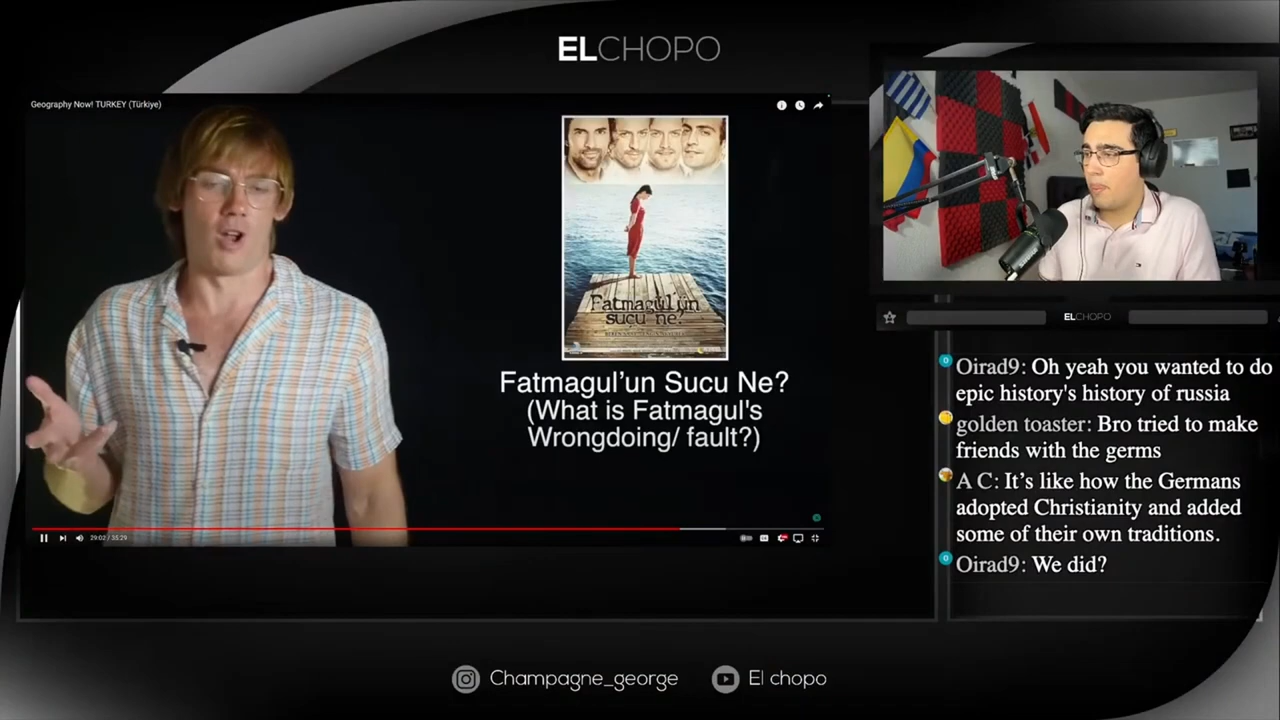 ELCHOPO
Geography Now! TURKEY (Türkiye)
Fatmagül'ün
suçu ne?
Fatmagul'un Sucu Ne?
(What is Fatmagul's
Wrongdoing/ fault?)
29:02 / 35:29
ELCHOPO
Oirad9: Oh yeah you wanted to do
epic history's history of russia
golden toaster: Bro tried to make
friends with the germs
A C: It's like how the Germans
adopted Christianity and added
some of their own traditions.
Oirad9: We did?
Champagne_george
El chopo